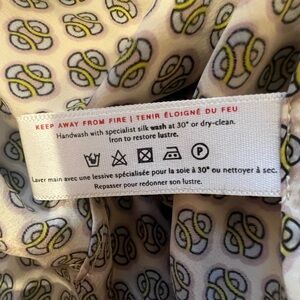 KEEP AWAY FROM FIRE | TENIR ÉLOIGNÉ DU FEU
Handwash with specialist silk wash at 30° or dry-clean.
Iron to restore lustre.
P
Laver main avec une lessive spécialisée pour la soie à 30° ou nettoyer à sec.
Repasser pour redonner son lustre.